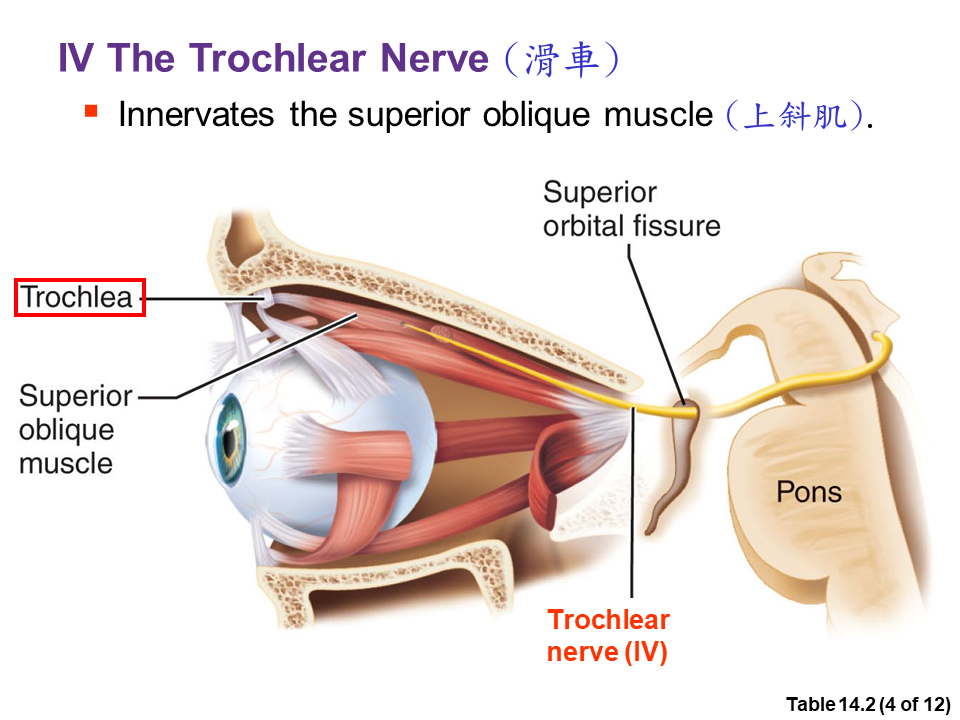 IV The Trochlear Nerve (滑車)
Innervates the superior oblique muscle (上斜肌).
Superior
orbital fissure
Trochlea
Superior
oblique
muscle
Pons
Trochlear
nerve (IV)
Table 14.2 (4 of 12)